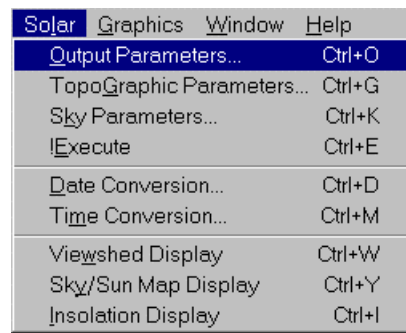 Solar Graphics Window Help
Output Parameters... Ctrl+O
TopoGraphic Parameters... Ctrl+G
Sky Parameters... Ctrl+K
!Execute Ctrl+E
Date Conversion... Ctrl+D
Time Conversion... Ctrl+M
Viewshed Display Ctrl+W
Sky/Sun Map Display Ctrl+Y
Insolation Display Ctrl+I